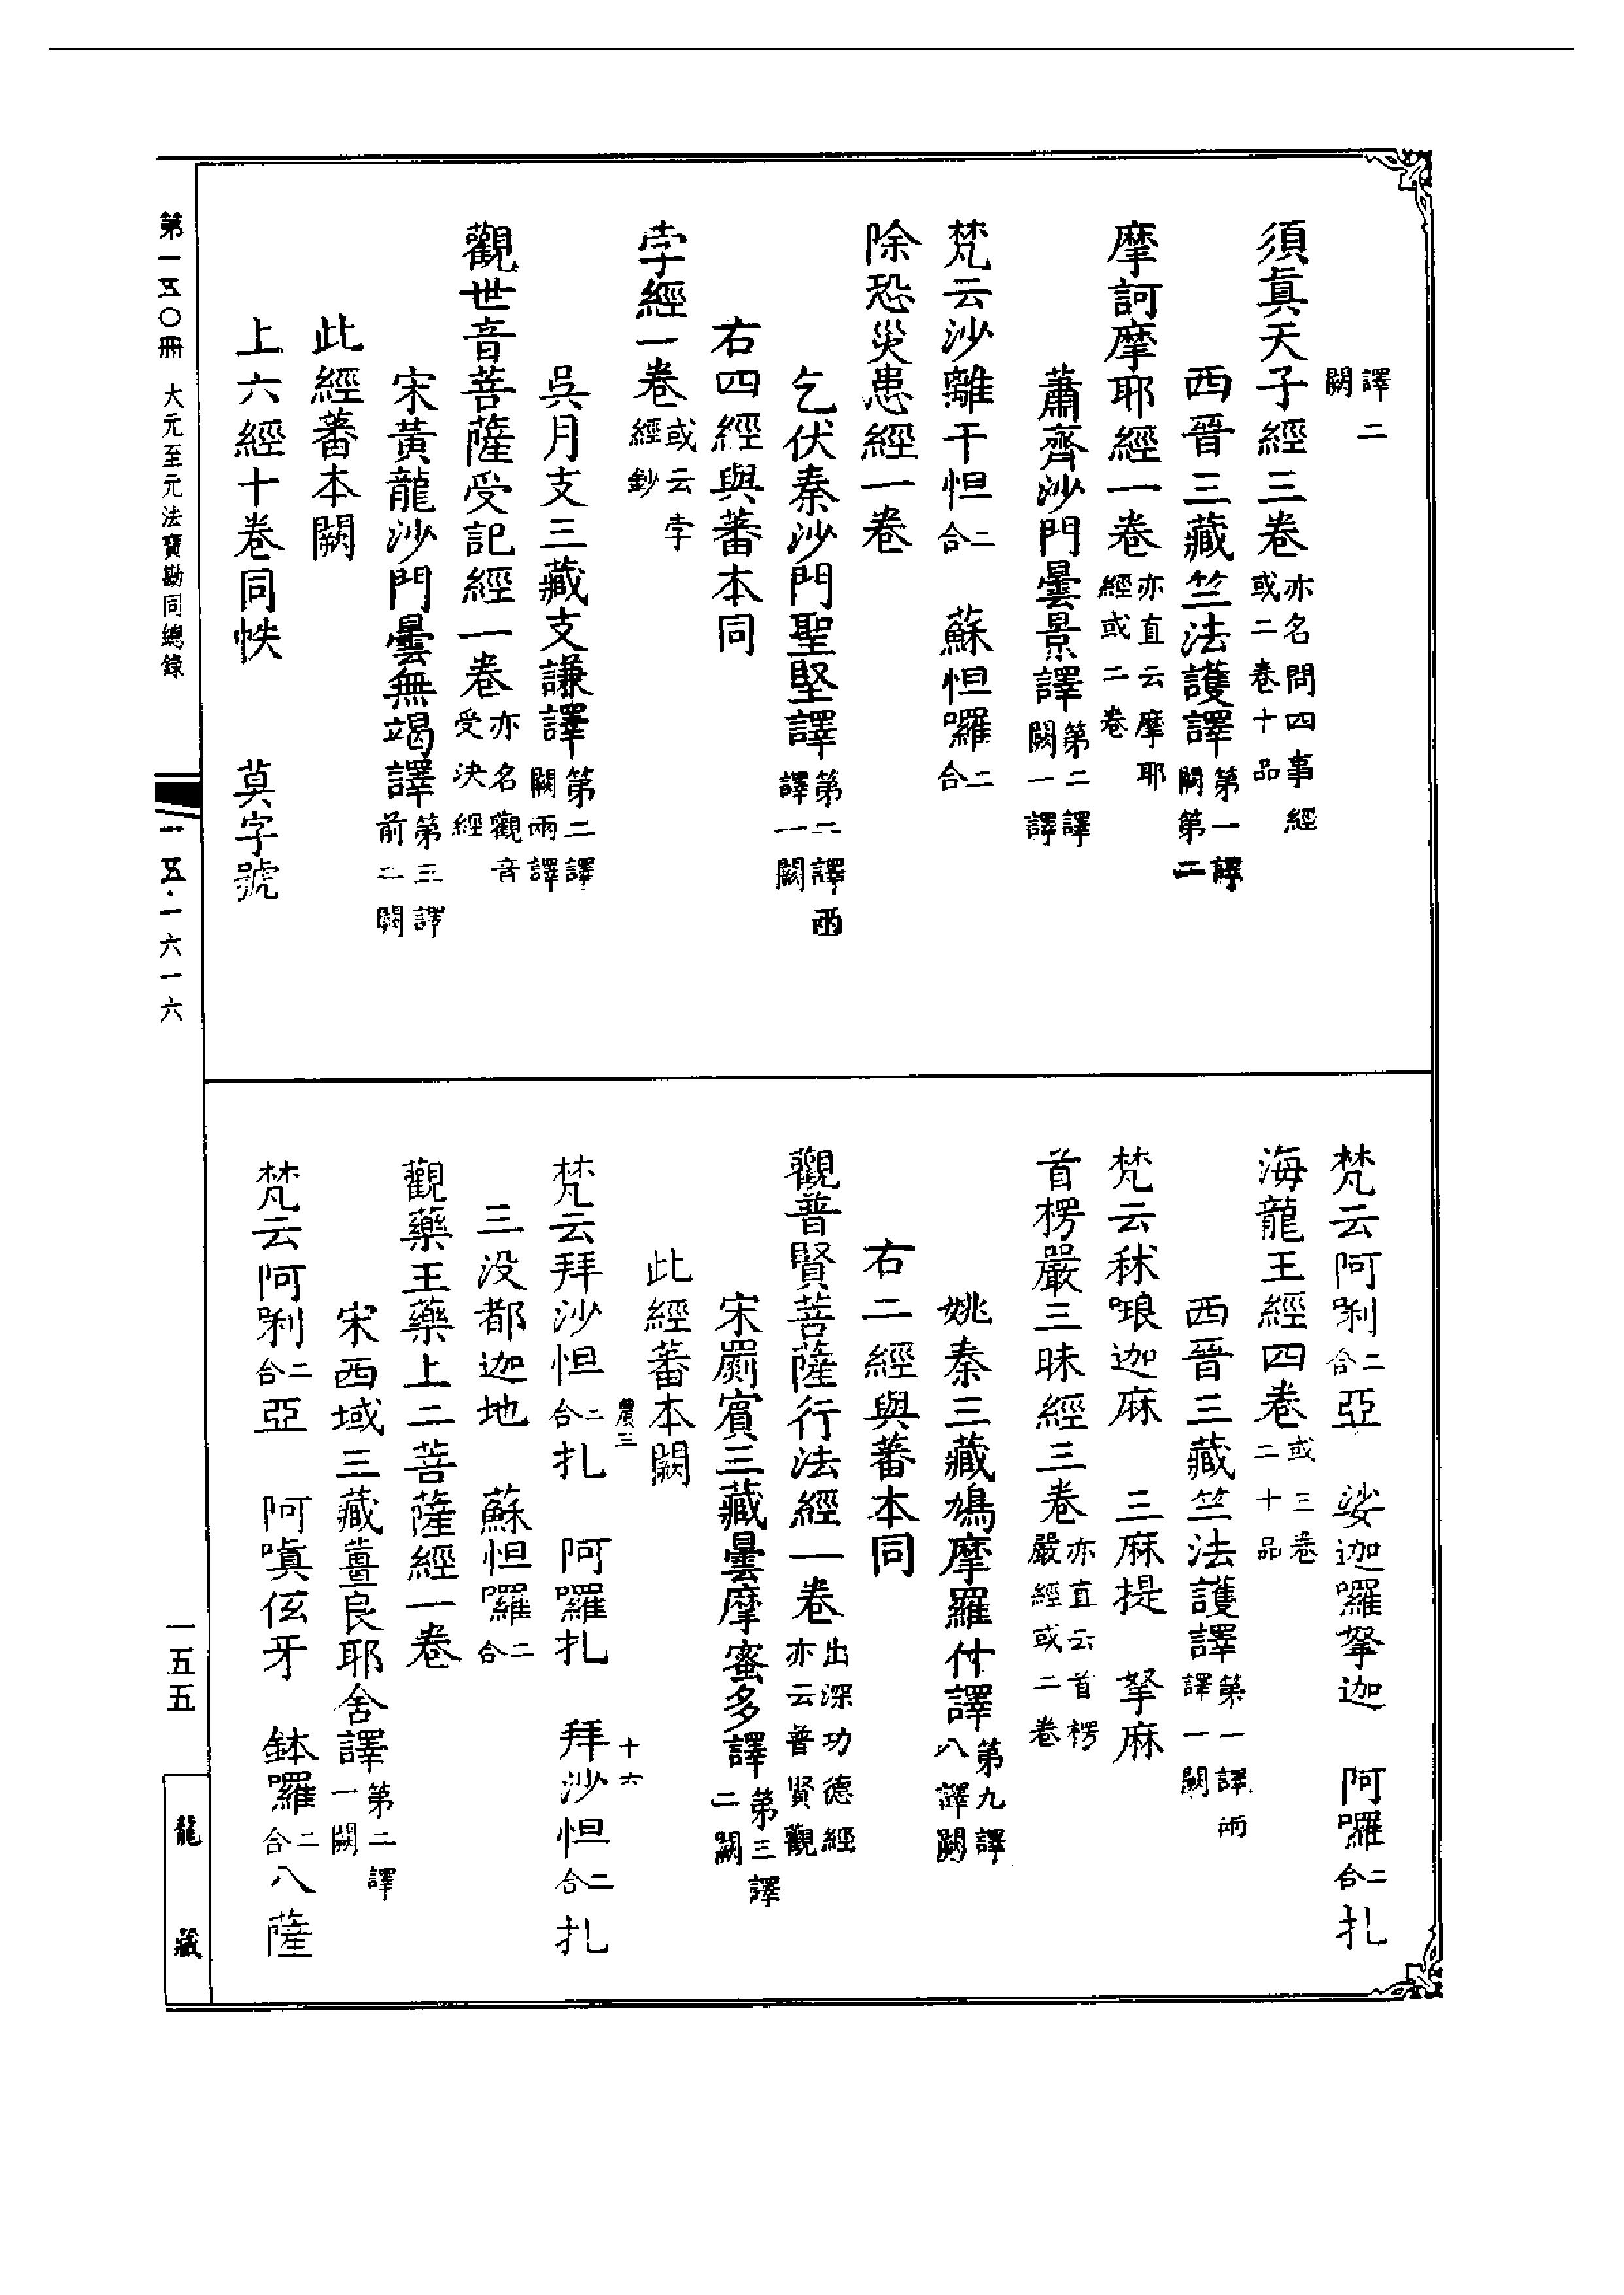 譯二闕
須真天子經三卷亦名問四事經或二卷十品
西晉三藏竺法護譯第一譯闕第二
摩訶摩耶經一卷亦直云摩耶經或二卷
蕭齊沙門曇景譯第二譯闕一譯
梵云沙離干怛二合 蘇怛囉二合
除恐災患經一卷
乞伏秦沙門聖堅譯第二譯兩譯一闕
右四經與蕃本同
孛經一卷或云孛經鈔
吳月支三藏支謙譯第二譯闕兩譯
觀世音菩薩受記經一卷亦名觀音受決經
宋黃龍沙門曇無竭譯第三譯前二闕
此經蕃本闕
上六經十卷同帙 莫字號
梵云阿唎二合亞 娑迦囉拏迦 阿囉二合扎
海龍王經四卷或三卷二十品
西晉三藏竺法護譯第一譯兩譯一闕
梵云秫哴迦麻 三麻提 拏麻
首楞嚴三昧經三卷亦直云首楞嚴經或二卷
姚秦三藏鳩摩羅什譯第九譯八譯闕
右二經與蕃本同
觀普賢菩薩行法經一卷出深功德經亦云普賢觀
宋罽賓三藏曇摩蜜多譯第三譯二闕
此經蕃本闕
農三 十六
梵云拜沙怛二合扎 阿囉扎 拜沙怛二合扎
三没都迦地 蘇怛囉二合
觀藥王藥上二菩薩經一卷
宋西域三藏畺良耶舍譯第二譯一闕
梵云阿唎二合亞 阿嗔伭牙 鉢囉二合八薩
第一五〇冊 大元至元法寶勘同總錄
一五·一六一六
一五五
龍藏